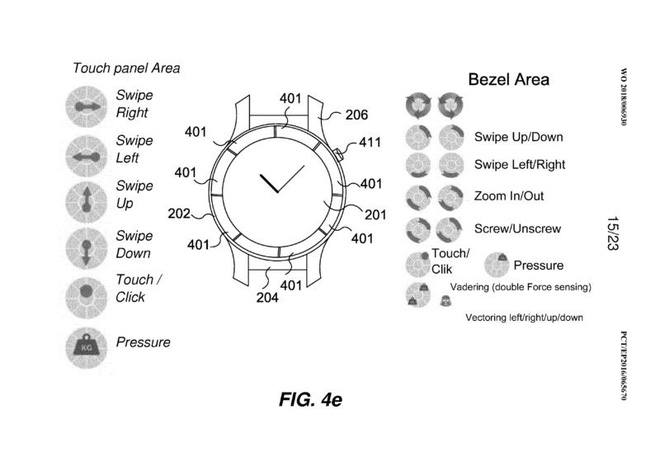 Touch panel Area
Swipe
Right
Swipe
Left
Swipe
Up
Swipe
Down
Touch /
Click
KG
Pressure
401
206
401
411
401
401
202
201
401
401
401
204
Bezel Area
Swipe Up/Down
Swipe Left/Right
Zoom In/Out
Screw/Unscrew
Touch/
Clik
Pressure
Vadering (double Force sensing)
Vectoring left/right/up/down
FIG. 4e
WO 2018/006930
15/23
PCT/EP2016/065670